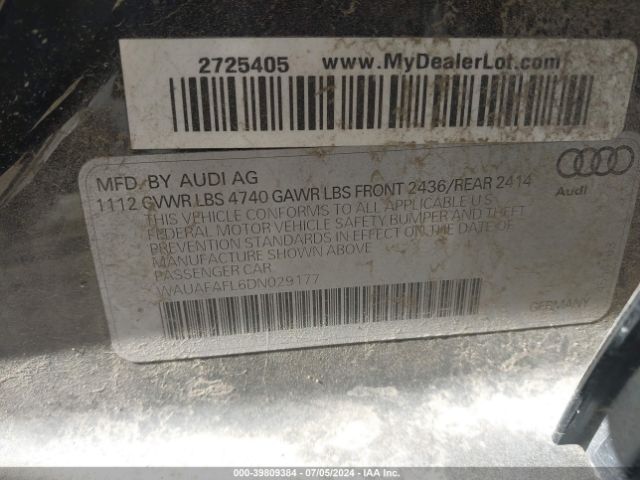 2725405 www.MyDealerLot.com
MFD. BY AUDI AG
1112 GVWR LBS 4740 GAWR LBS FRONT 2436/REAR 2414
THIS VEHICLE CONFORMS TO ALL APPLICABLE U.S.
FEDERAL MOTOR VEHICLE SAFETY BUMPER AND THEFT
PREVENTION STANDARDS IN EFFECT ON THE DATE OF
MANUFACTURE SHOWN ABOVE
PASSENGER CAR
WAUAFAFL6DN029177
Audi
GERMANY
000-39809384 - 07/05/2024 - IAA Inc.